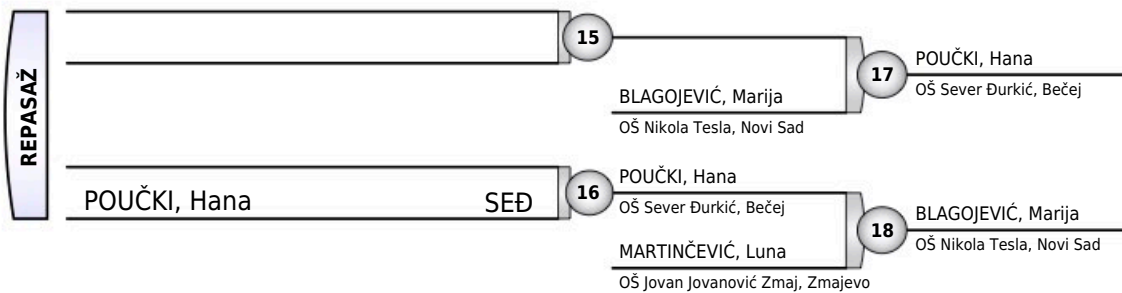 REPASAŽ
15
BLAGOJEVIĆ, Marija
OŠ Nikola Tesla, Novi Sad
17
POUČKI, Hana
OŠ Sever Đurkić, Bečej
POUČKI, Hana SEĐ
16
POUČKI, Hana
OŠ Sever Đurkić, Bečej
MARTINČEVIĆ, Luna
OŠ Jovan Jovanović Zmaj, Zmajevo
18
BLAGOJEVIĆ, Marija
OŠ Nikola Tesla, Novi Sad